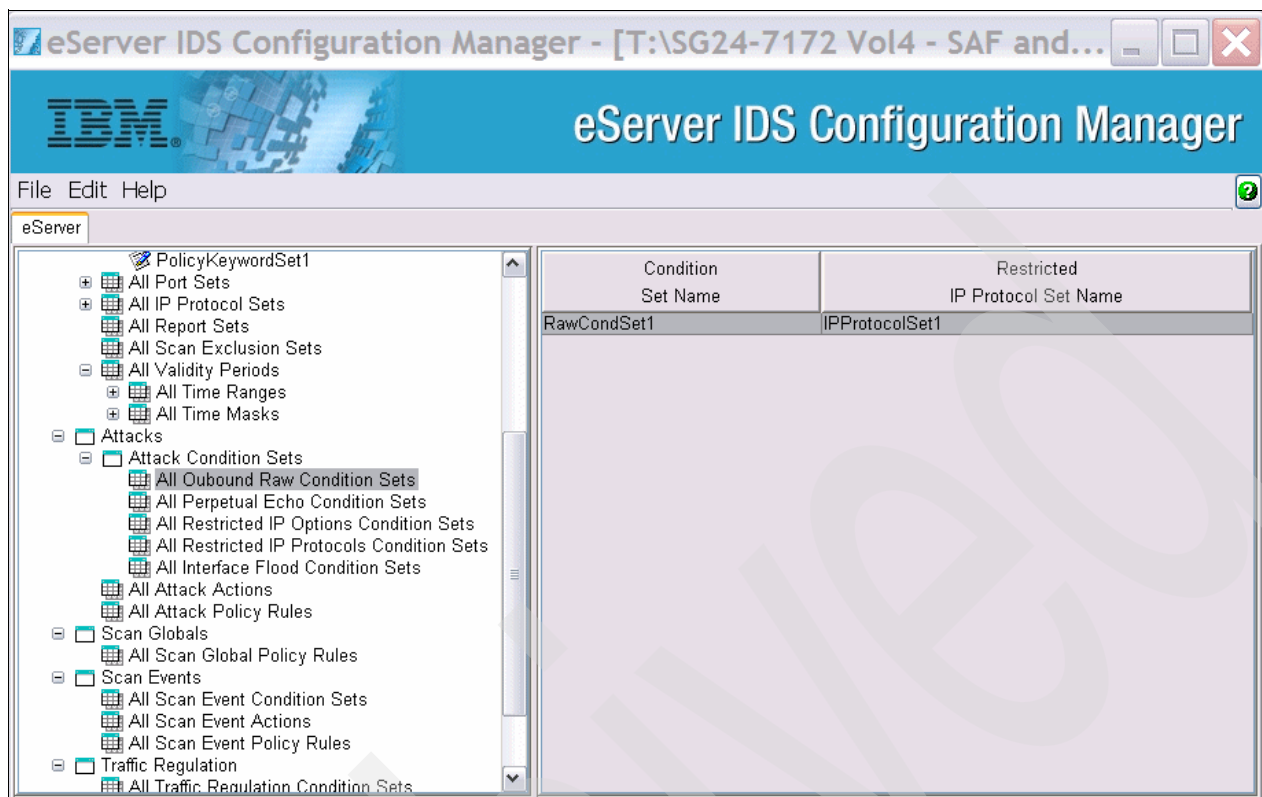 eServer IDS Configuration Manager - [T:\SG24-7172 Vol4 - SAF and...
IBM®
eServer IDS Configuration Manager
File Edit Help
eServer
PolicyKeywordSet1
All Port Sets
All IP Protocol Sets
All Report Sets
All Scan Exclusion Sets
All Validity Periods
All Time Ranges
All Time Masks
Attacks
Attack Condition Sets
All Oubound Raw Condition Sets
All Perpetual Echo Condition Sets
All Restricted IP Options Condition Sets
All Restricted IP Protocols Condition Sets
All Interface Flood Condition Sets
All Attack Actions
All Attack Policy Rules
Scan Globals
All Scan Global Policy Rules
Scan Events
All Scan Event Condition Sets
All Scan Event Actions
All Scan Event Policy Rules
Traffic Regulation
All Traffic Regulation Condition Sets
Condition Set Name
Restricted IP Protocol Set Name
RawCondSet1 IPProtocolSet1